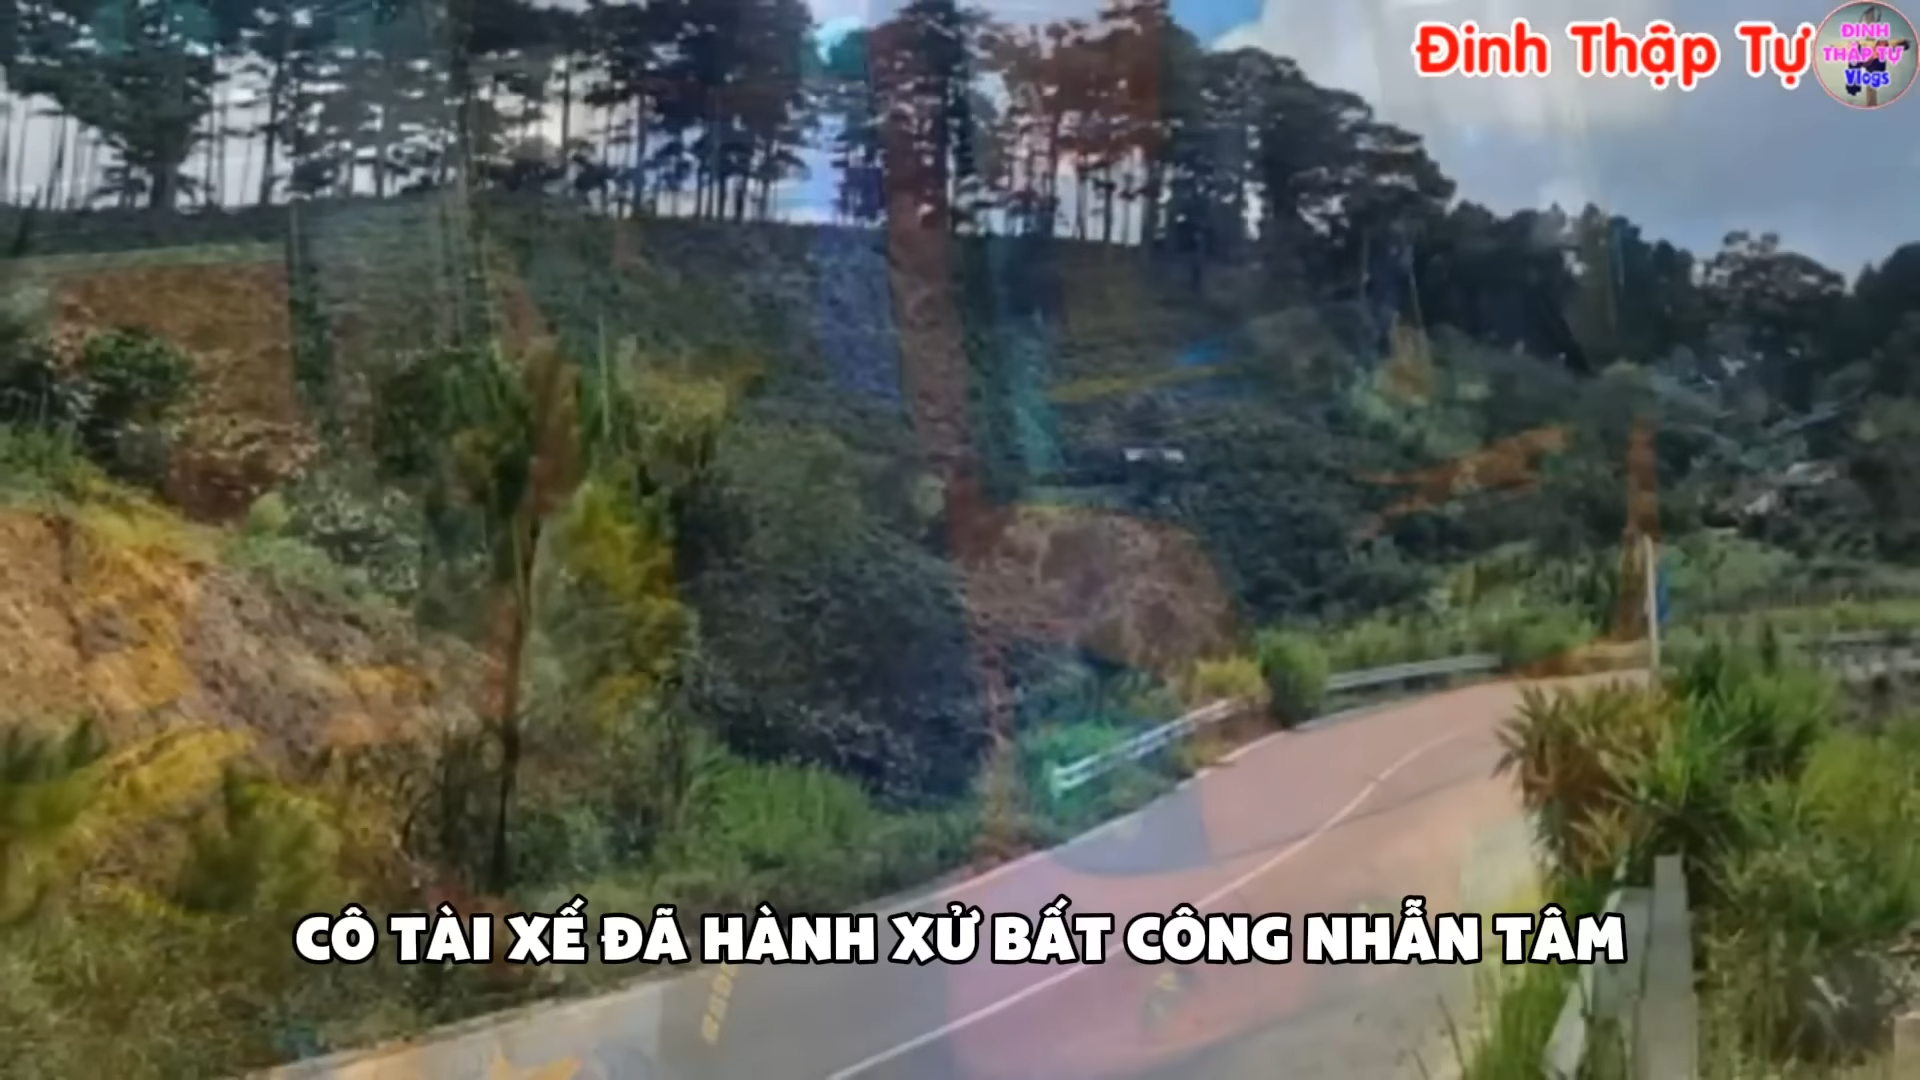 Đinh Thập Tự
ĐINH
THẬP TỰ
Vlogs
CÔ TÀI XẾ ĐÃ HÀNH XỬ BẤT CÔNG NHẪN TÂM